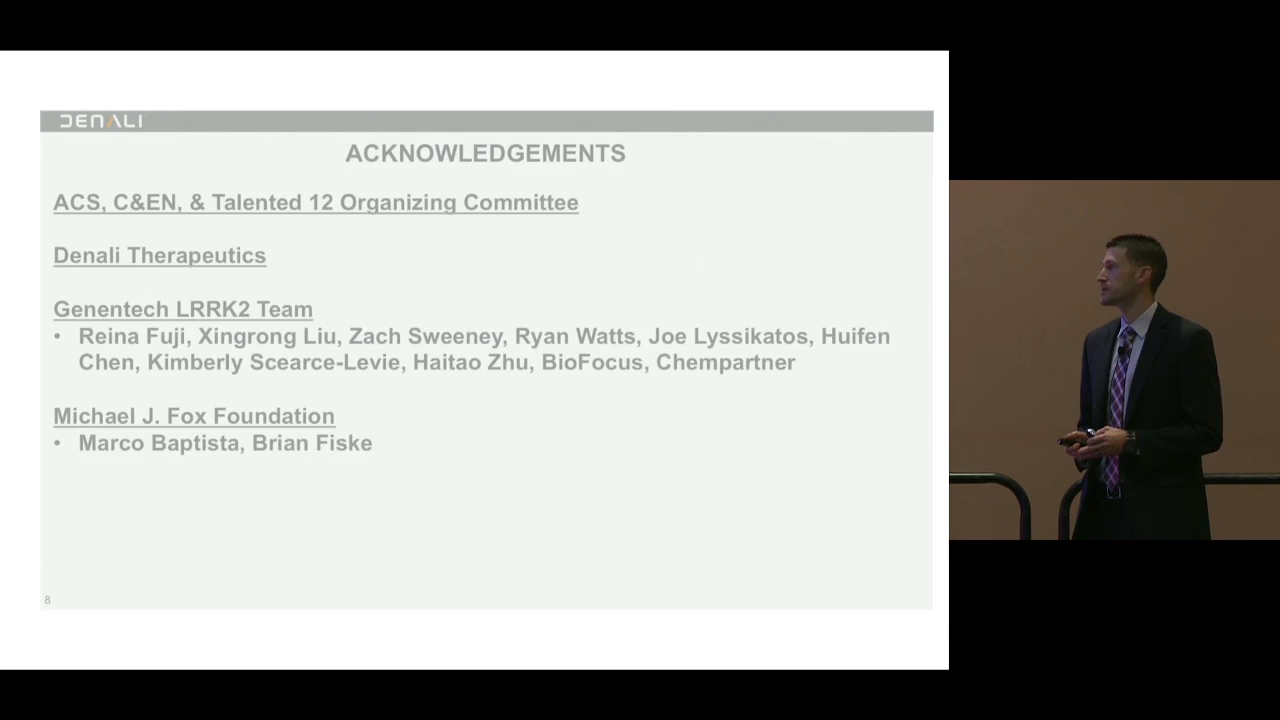 DENALI
ACKNOWLEDGEMENTS
ACS, C&EN, & Talented 12 Organizing Committee
Denali Therapeutics
Genentech LRRK2 Team
• Reina Fuji, Xingrong Liu, Zach Sweeney, Ryan Watts, Joe Lyssikatos, Huifen
Chen, Kimberly Scearce-Levie, Haitao Zhu, BioFocus, Chempartner
Michael J. Fox Foundation
• Marco Baptista, Brian Fiske
8